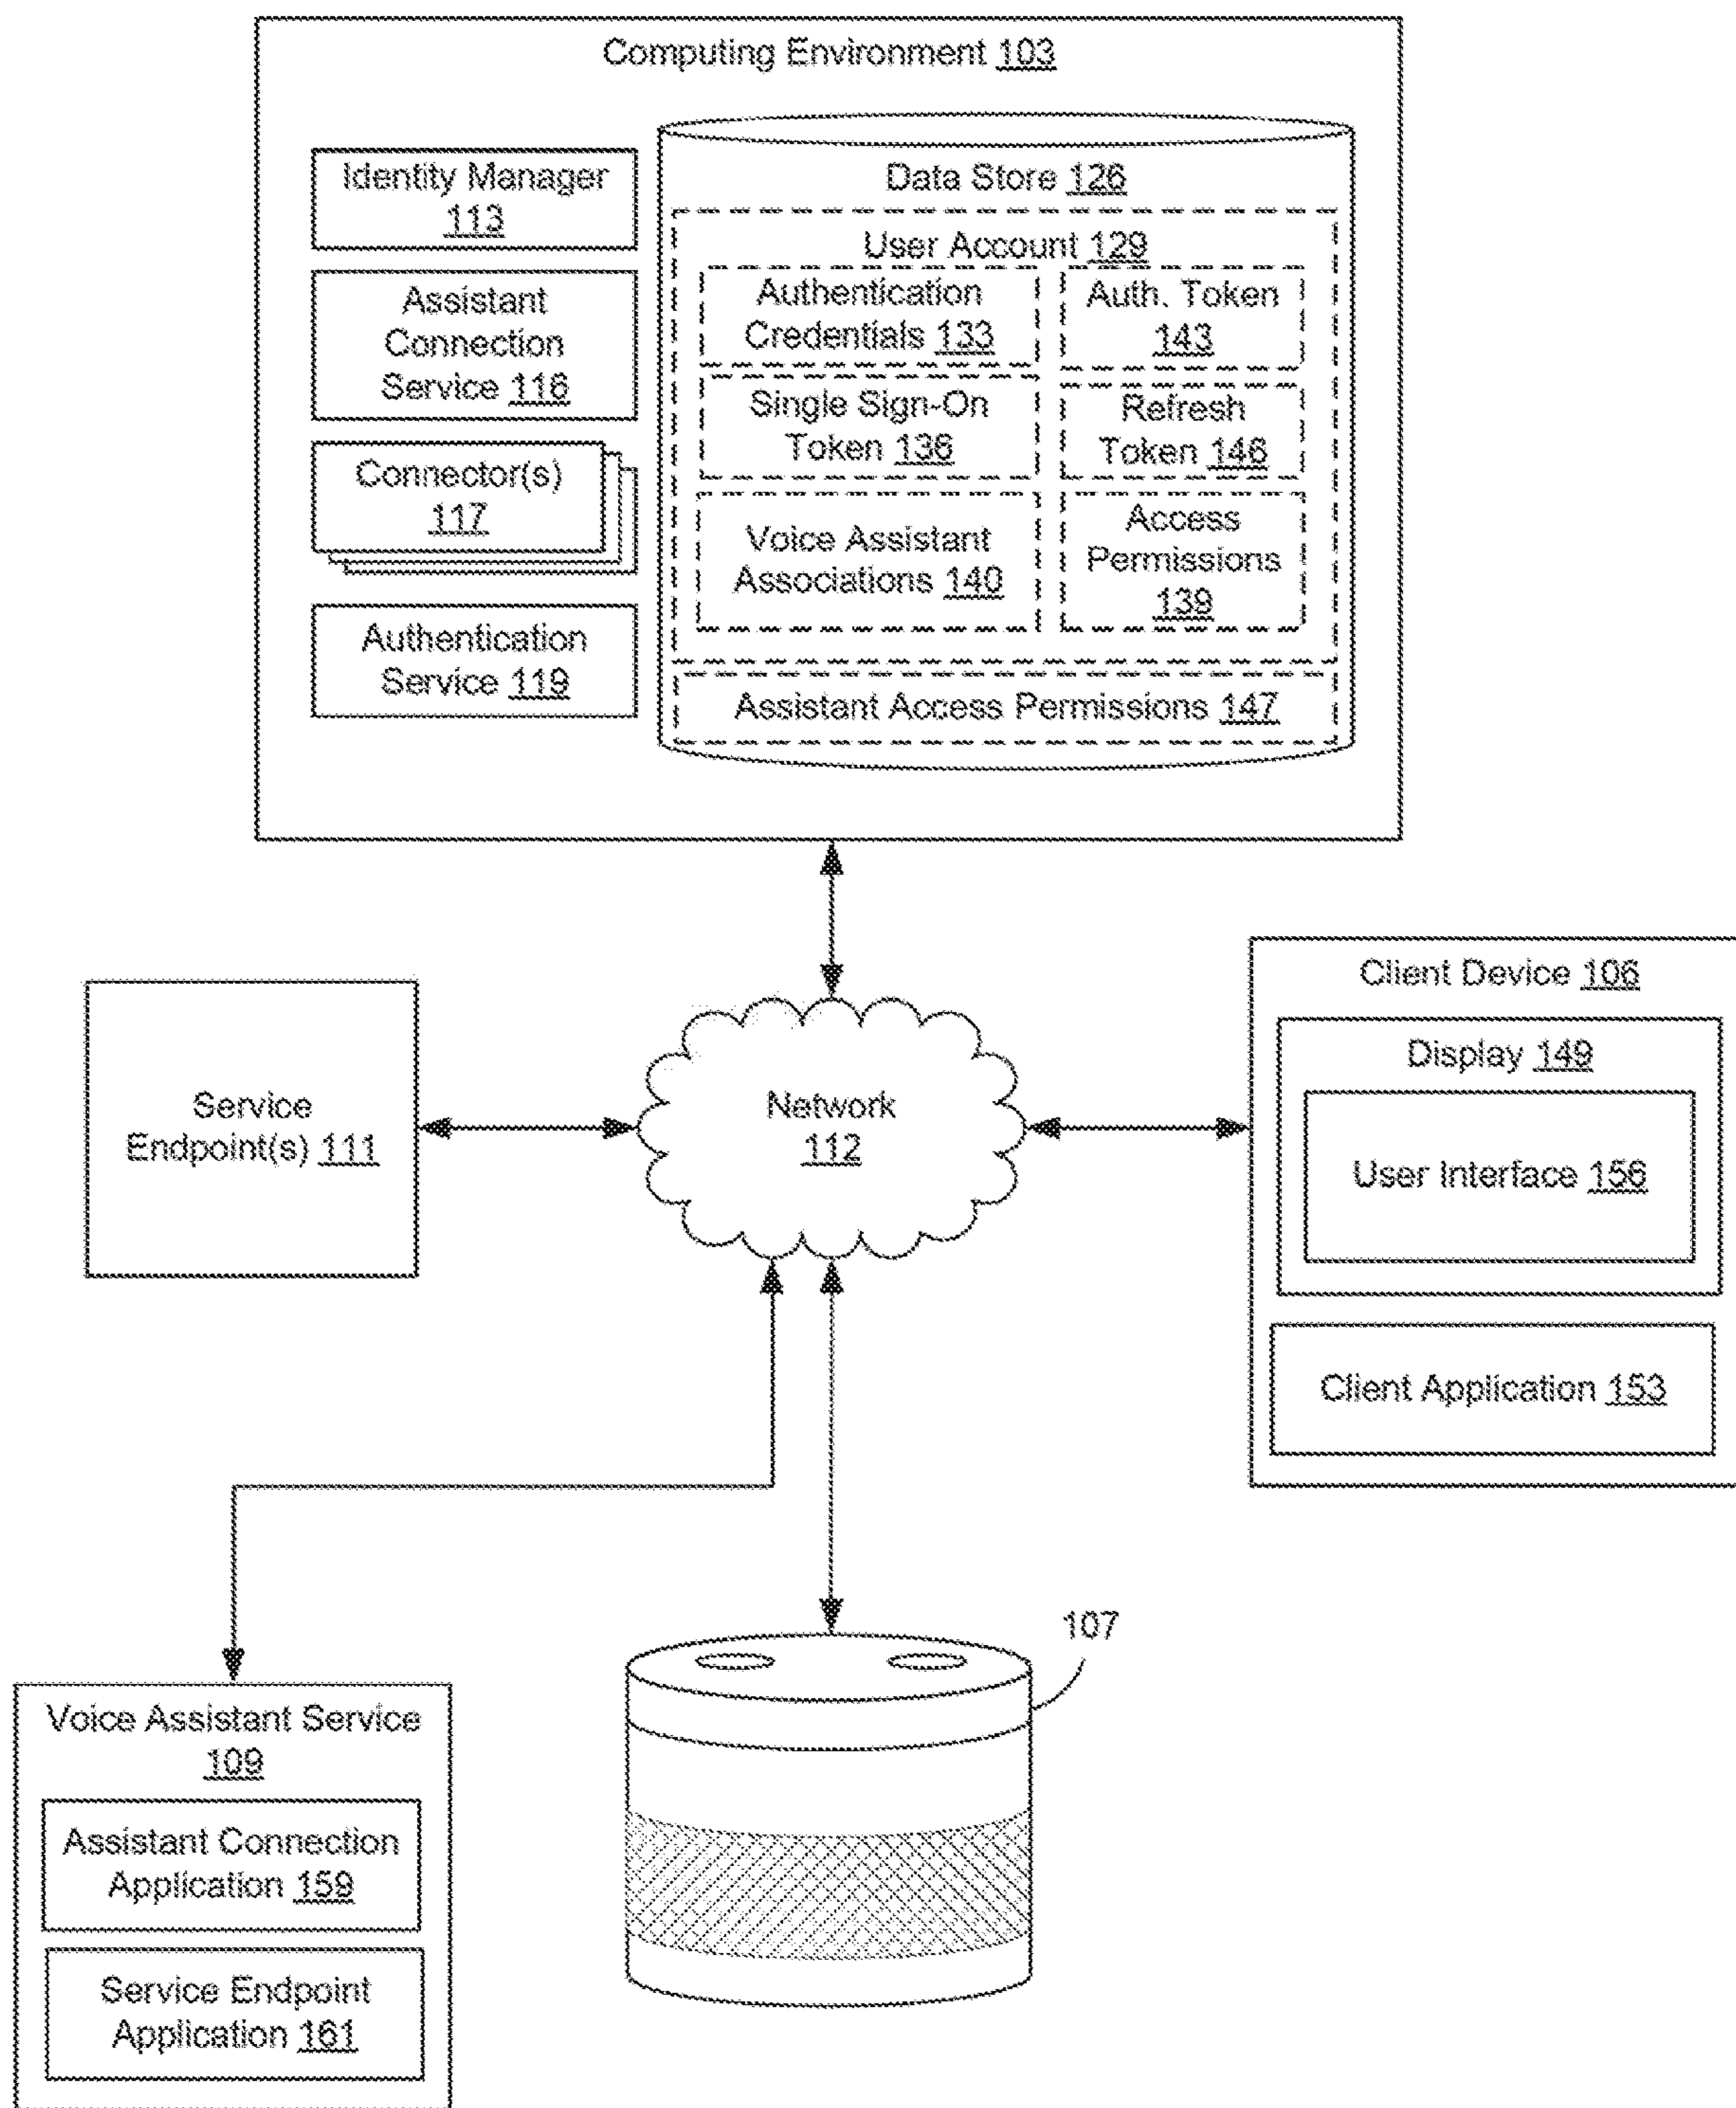 Computing Environment 103
Identity Manager
113
Assistant
Connection
Service 116
Connector(s)
117
Authentication
Service 119
Data Store 126
User Account 129
Authentication
Credentials 133
Auth. Token
143
Single Sign-On
Token 136
Refresh
Token 146
Voice Assistant
Associations 140
Access
Permissions
139
Assistant Access Permissions 147
Service
Endpoint(s) 111
Network
112
Client Device 106
Display 149
User Interface 156
Client Application 153
107
Voice Assistant Service
109
Assistant Connection
Application 159
Service Endpoint
Application 161